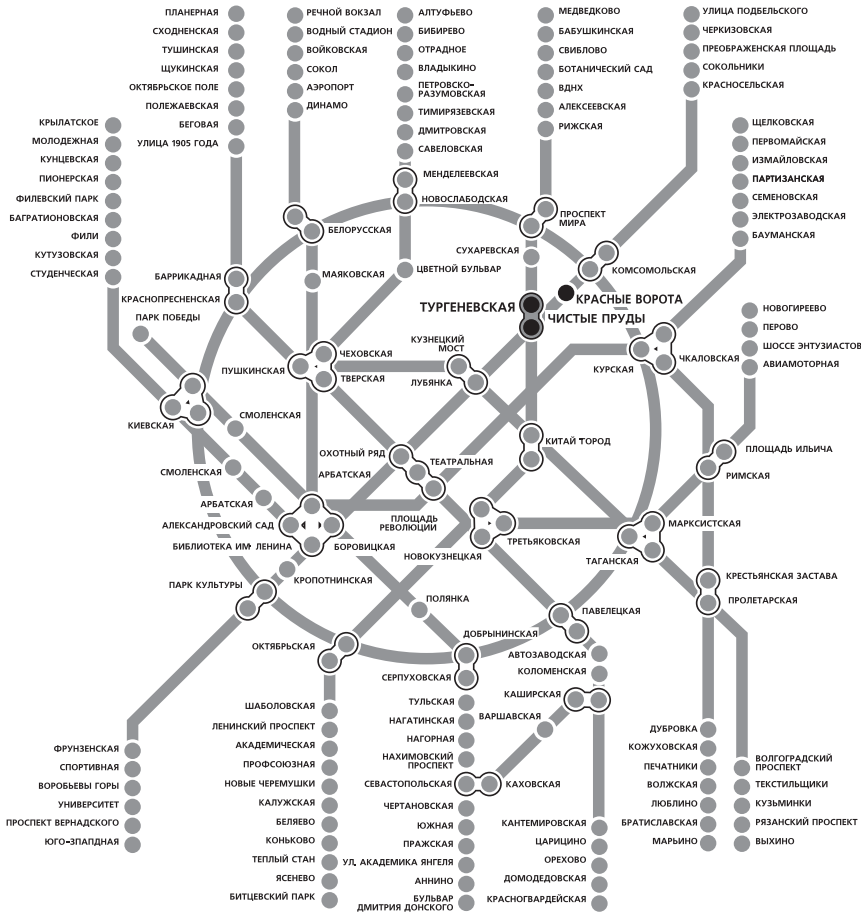 ПЛАНЕРНАЯ
СХОДНЕНСКАЯ
ТУШИНСКАЯ
ЩУКИНСКАЯ
ОКТЯБРЬСКОЕ ПОЛЕ
ПОЛЕЖАЕВСКАЯ
БЕГОВАЯ
УЛИЦА 1905 ГОДА
РЕЧНОЙ ВОКЗАЛ
ВОДНЫЙ СТАДИОН
ВОЙКОВСКАЯ
СОКОЛ
АЭРОПОРТ
ДИНАМО
АЛТУФЬЕВО
БИБИРЕВО
ОТРАДНОЕ
ВЛАДЫКИНО
ПЕТРОВСКО-
РАЗУМОВСКАЯ
ТИМИРЯЗЕВСКАЯ
ДМИТРОВСКАЯ
САВЕЛОВСКАЯ
МЕНДЕЛЕЕВСКАЯ
НОВОСЛАБОДСКАЯ
МЕДВЕДКОВО
БАБУШКИНСКАЯ
СВИБЛОВО
БОТАНИЧЕСКИЙ САД
ВДНХ
АЛЕКСЕЕВСКАЯ
РИЖСКАЯ
УЛИЦА ПОДБЕЛЬСКОГО
ЧЕРКИЗОВСКАЯ
ПРЕОБРАЖЕНСКАЯ ПЛОЩАДЬ
СОКОЛЬНИКИ
КРАСНОСЕЛЬСКАЯ
КРЫЛАТСКОЕ
МОЛОДЕЖНАЯ
КУНЦЕВСКАЯ
ПИОНЕРСКАЯ
ФИЛЕВСКИЙ ПАРК
БАГРАТИОНОВСКАЯ
ФИЛИ
КУТУЗОВСКАЯ
СТУДЕНЧЕСКАЯ
ЩЕЛКОВСКАЯ
ПЕРВОМАЙСКАЯ
ИЗМАЙЛОВСКАЯ
ПАРТИЗАНСКАЯ
СЕМЕНОВСКАЯ
ЭЛЕКТРОЗАВОДСКАЯ
БАУМАНСКАЯ
БЕЛОРУССКАЯ
ПРОСПЕКТ
МИРА
СУХАРЕВСКАЯ
КОМСОМОЛЬСКАЯ
БАРРИКАДНАЯ
КРАСНОПРЕСНЕНСКАЯ
МАЯКОВСКАЯ
ЦВЕТНОЙ БУЛЬВАР
ПАРК ПОБЕДЫ
ТУРГЕНЕВСКАЯ
КРАСНЫЕ ВОРОТА
ЧИСТЫЕ ПРУДЫ
НОВОГИРЕЕВО
ПЕРОВО
ШОССЕ ЭНТУЗИАСТОВ
АВИАМОТОРНАЯ
КУЗНЕЦКИЙ
МОСТ
ЧЕХОВСКАЯ
ПУШКИНСКАЯ
ТВЕРСКАЯ
ЛУБЯНКА
КУРСКАЯ
ЧКАЛОВСКАЯ
КИЕВСКАЯ
СМОЛЕНСКАЯ
СМОЛЕНСКАЯ
ОХОТНЫЙ РЯД
ТЕАТРАЛЬНАЯ
КИТАЙ ГОРОД
ПЛОЩАДЬ ИЛЬИЧА
РИМСКАЯ
АРБАТСКАЯ
АРБАТСКАЯ
ПЛОЩАДЬ
РЕВОЛЮЦИИ
АЛЕКСАНДРОВСКИЙ САД
БИБЛИОТЕКА ИМ. ЛЕНИНА
БОРОВИЦКАЯ
НОВОКУЗНЕЦКАЯ
ТРЕТЬЯКОВСКАЯ
МАРКСИСТСКАЯ
ТАГАНСКАЯ
ПАРК КУЛЬТУРЫ
КРОПОТНИНСКАЯ
ПОЛЯНКА
КРЕСТЬЯНСКАЯ ЗАСТАВА
ПРОЛЕТАРСКАЯ
ПАВЕЛЕЦКАЯ
ОКТЯБРЬСКАЯ
ДОБРЫНИНСКАЯ
СЕРПУХОВСКАЯ
АВТОЗАВОДСКАЯ
КОЛОМЕНСКАЯ
КАШИРСКАЯ
ВАРШАВСКАЯ
КАХОВСКАЯ
ФРУНЗЕНСКАЯ
СПОРТИВНАЯ
ВОРОБЬЕВЫ ГОРЫ
УНИВЕРСИТЕТ
ПРОСПЕКТ ВЕРНАДСКОГО
ЮГО-ЗПАПДНАЯ
ШАБОЛОВСКАЯ
ЛЕНИНСКИЙ ПРОСПЕКТ
АКАДЕМИЧЕСКАЯ
ПРОФСОЮЗНАЯ
НОВЫЕ ЧЕРЕМУШКИ
КАЛУЖСКАЯ
БЕЛЯЕВО
КОНЬКОВО
ТЕПЛЫЙ СТАН
ЯСЕНЕВО
БИТЦЕВСКИЙ ПАРК
ТУЛЬСКАЯ
НАГАТИНСКАЯ
НАГОРНАЯ
НАХИМОВСКИЙ
ПРОСПЕКТ
СЕВАСТОПОЛЬСКАЯ
ЧЕРТАНОВСКАЯ
ЮЖНАЯ
ПРАЖСКАЯ
УЛ. АКАДЕМИКА ЯНГЕЛЯ
АННИНО
БУЛЬВАР
ДМИТРИЯ ДОНСКОГО
КАНТЕМИРОВСКАЯ
ЦАРИЦИНО
ОРЕХОВО
ДОМОДЕДОВСКАЯ
КРАСНОГВАРДЕЙСКАЯ
ДУБРОВКА
КОЖУХОВСКАЯ
ПЕЧАТНИКИ
ВОЛЖСКАЯ
ЛЮБЛИНО
БРАТИСЛАВСКАЯ
МАРЬИНО
ВОЛГОГРАДСКИЙ
ПРОСПЕКТ
ТЕКСТИЛЬЩИКИ
КУЗЬМИНКИ
РЯЗАНСКИЙ ПРОСПЕКТ
ВЫХИНО